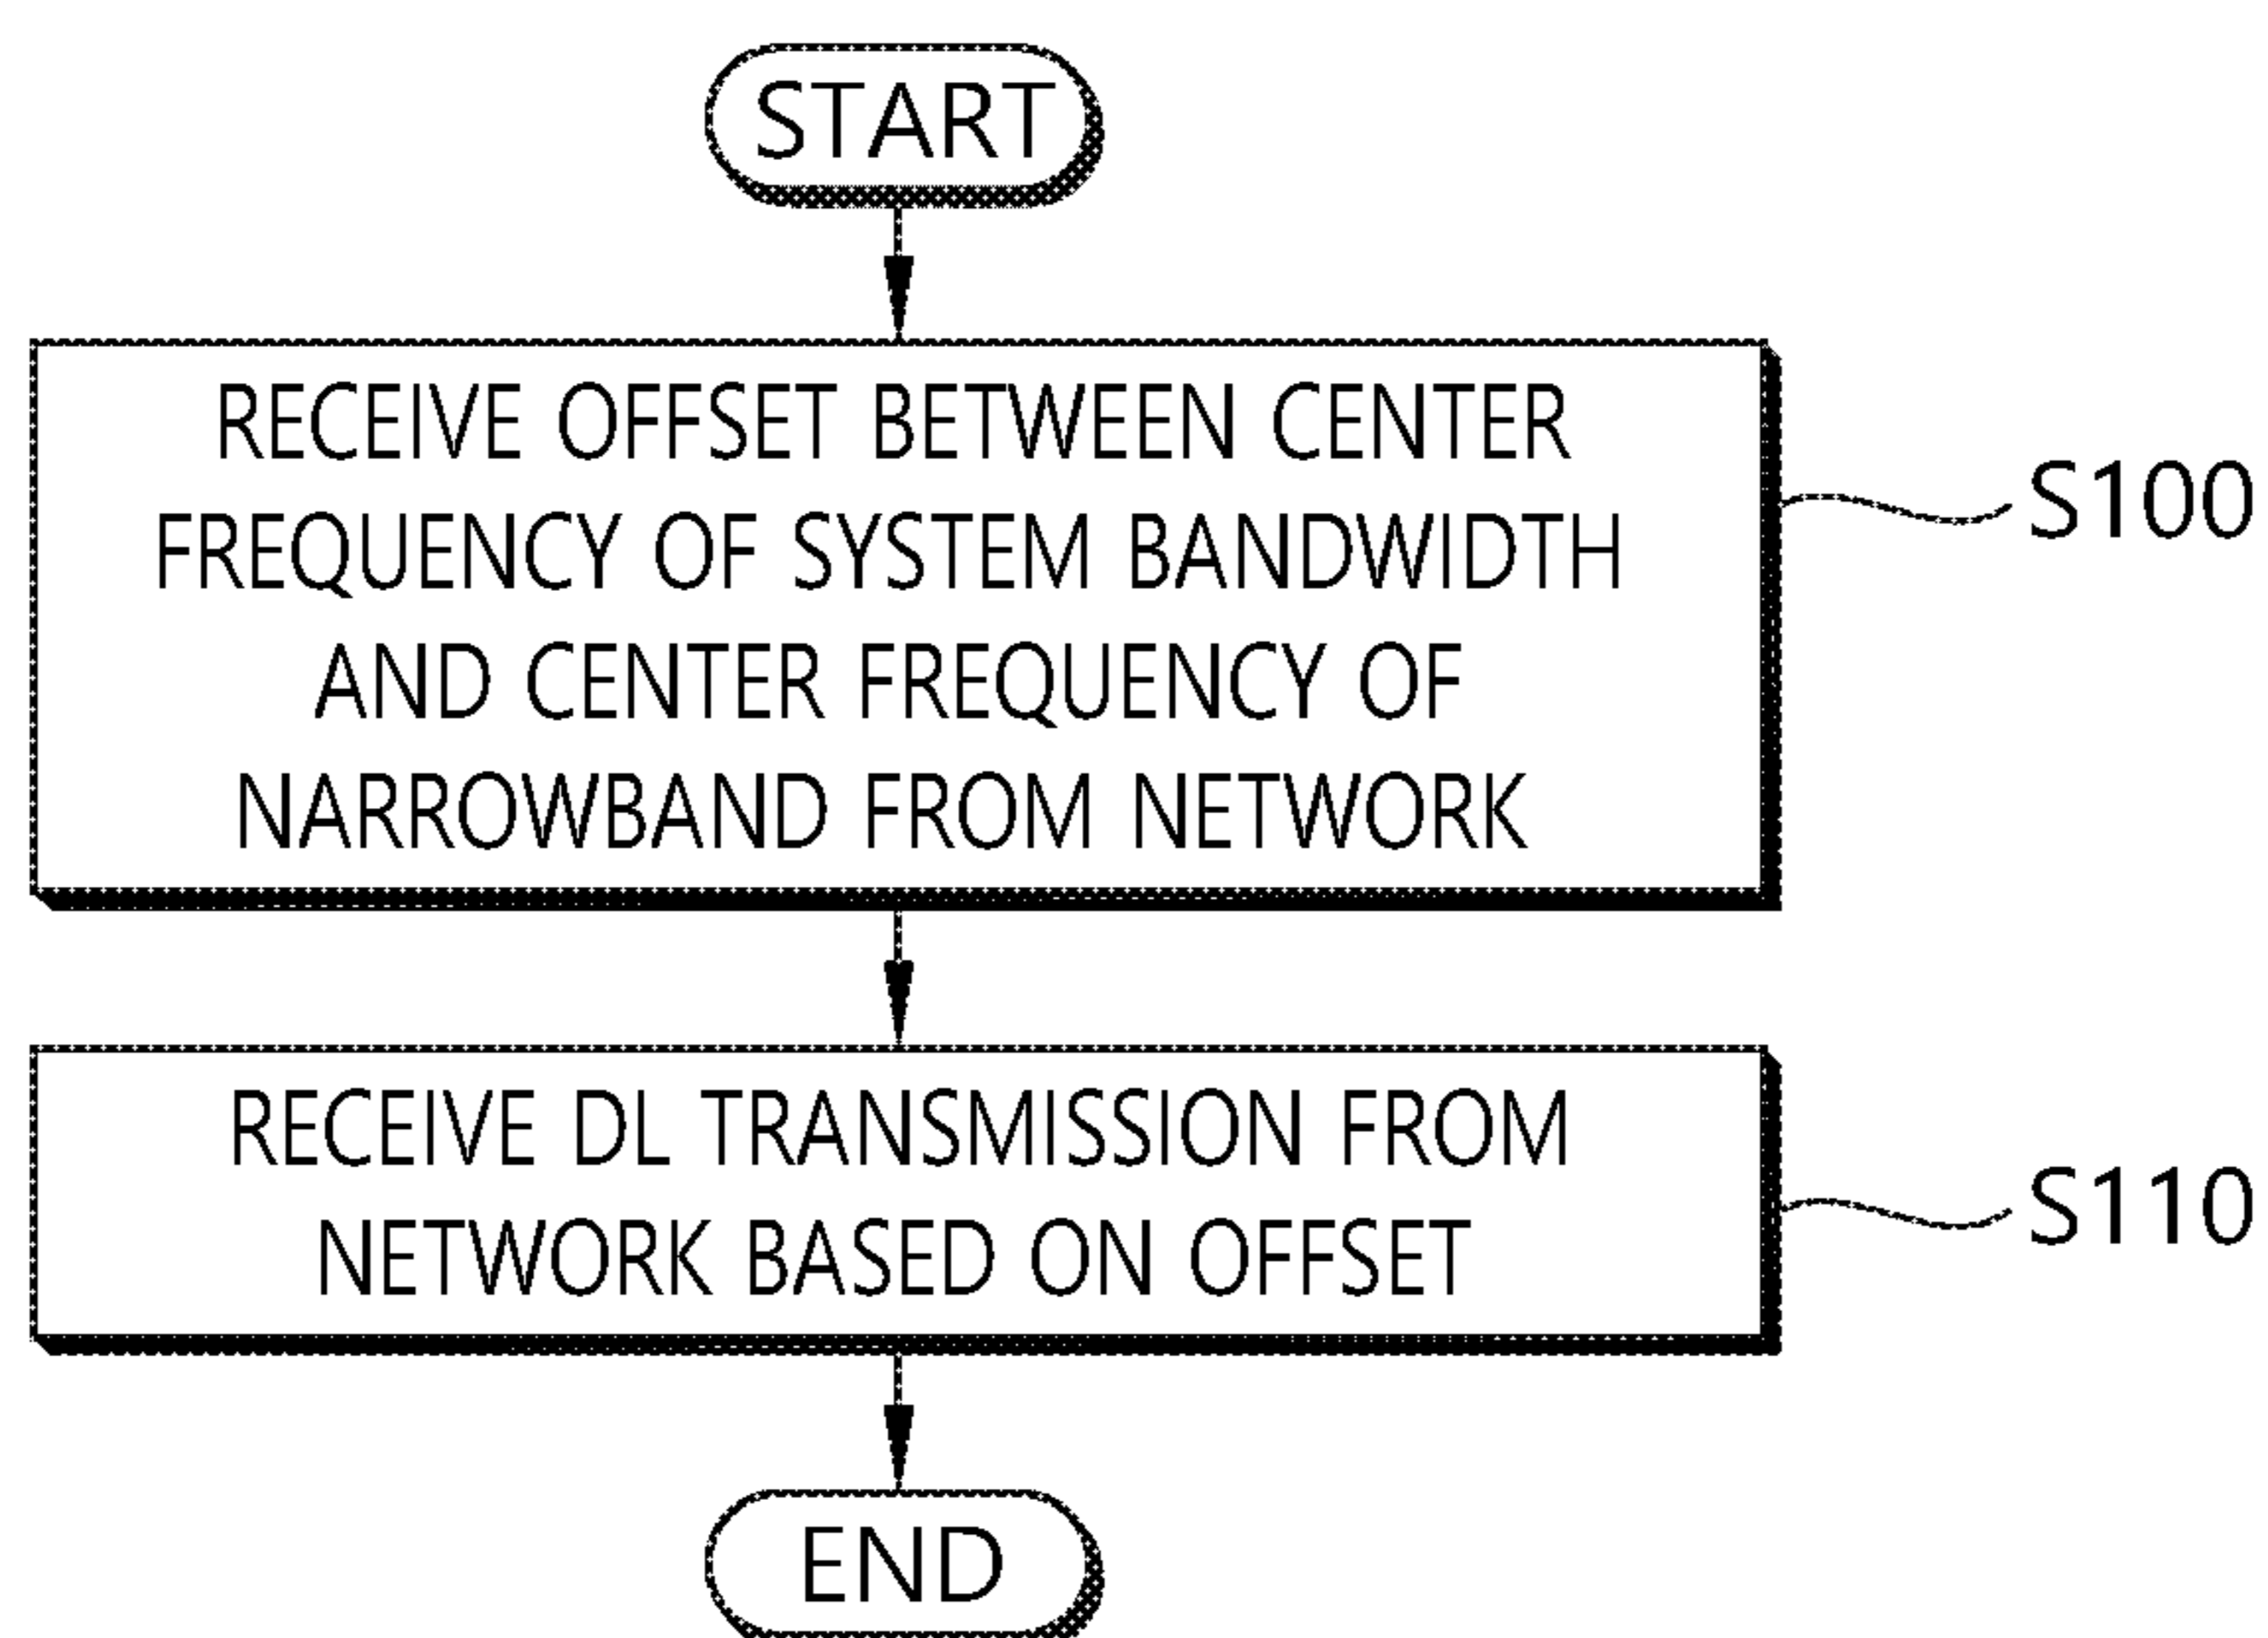 START
RECEIVE OFFSET BETWEEN CENTER
FREQUENCY OF SYSTEM BANDWIDTH
AND CENTER FREQUENCY OF
NARROWBAND FROM NETWORK
S100
RECEIVE DL TRANSMISSION FROM
NETWORK BASED ON OFFSET
S110
END